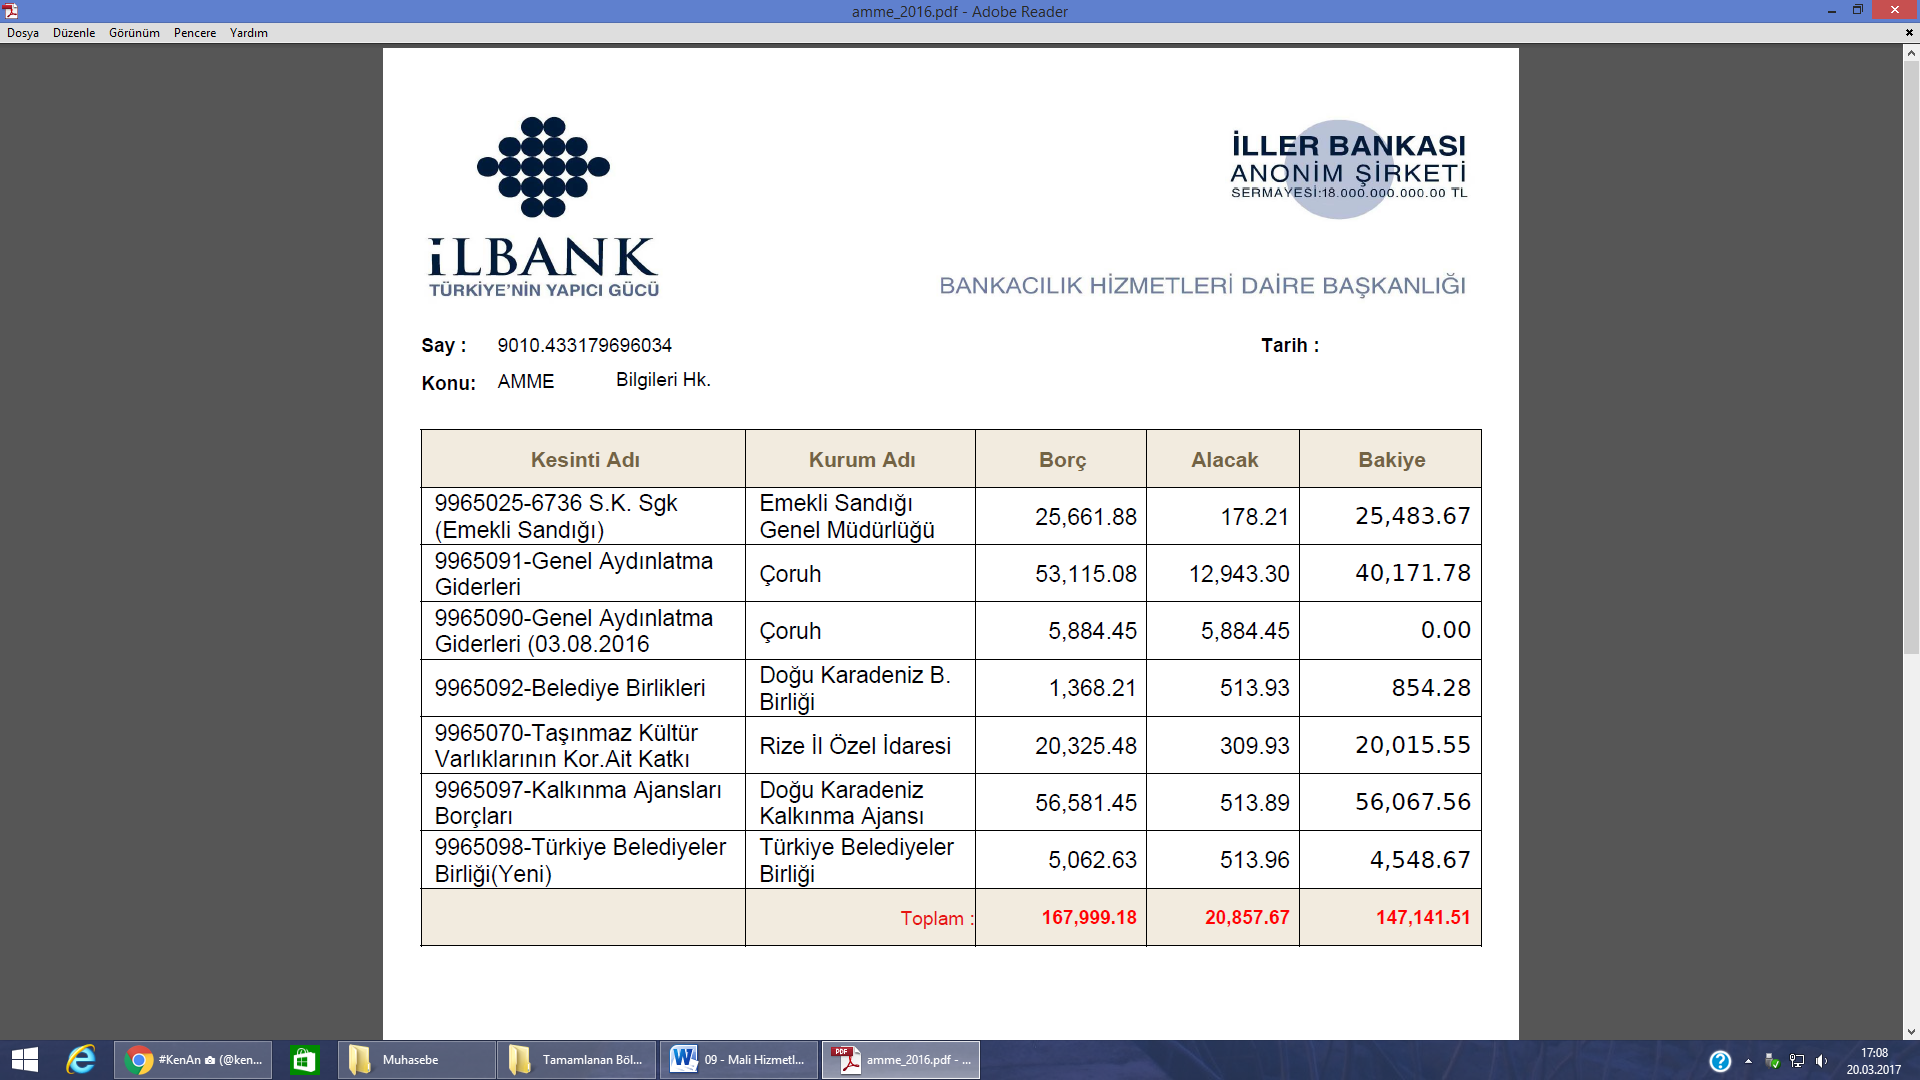 amme_2016.pdf - Adobe Reader
Dosya Düzenle Görünüm Pencere Yardım
İLBANK
TÜRKİYE'NİN YAPICI GÜCÜ
İLLER BANKASI
ANONİM ŞİRKETİ
SERMAYESİ:18.000.000.000.00 TL
BANKACILIK HİZMETLERİ DAİRE BAŞKANLIĞI
Say : 9010.433179696034 Tarih :
Konu: AMME Bilgileri Hk.
Kesinti Adı Kurum Adı Borç Alacak Bakiye
9965025-6736 S.K. Sgk
(Emekli Sandığı)
Emekli Sandığı
Genel Müdürlüğü
25,661.88 178.21 25,483.67
9965091-Genel Aydınlatma
Giderleri
Çoruh 53,115.08 12,943.30 40,171.78
9965090-Genel Aydınlatma
Giderleri (03.08.2016
Çoruh 5,884.45 5,884.45 0.00
9965092-Belediye Birlikleri
Doğu Karadeniz B.
Birliği
1,368.21 513.93 854.28
9965070-Taşınmaz Kültür
Varlıklarının Kor.Ait Katkı
Rize İl Özel İdaresi 20,325.48 309.93 20,015.55
9965097-Kalkınma Ajansları
Borçları
Doğu Karadeniz
Kalkınma Ajansı
56,581.45 513.89 56,067.56
9965098-Türkiye Belediyeler
Birliği(Yeni)
Türkiye Belediyeler
Birliği
5,062.63 513.96 4,548.67
Toplam : 167,999.18 20,857.67 147,141.51
#KenAn (@ken... Muhasebe Tamamlanan Böl... 09 - Mali Hizmetl... PDF amme_2016.pdf - ...
17:08
20.03.2017